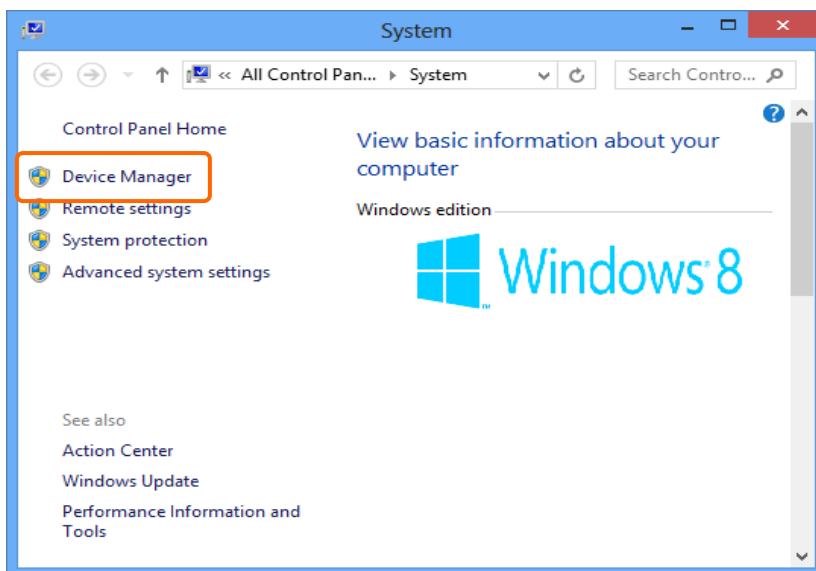 System
« All Control Pan... ▸ System
Search Contro...
Control Panel Home
Device Manager
Remote settings
System protection
Advanced system settings
See also
Action Center
Windows Update
Performance Information and
Tools
View basic information about your
computer
Windows edition
Windows® 8
™